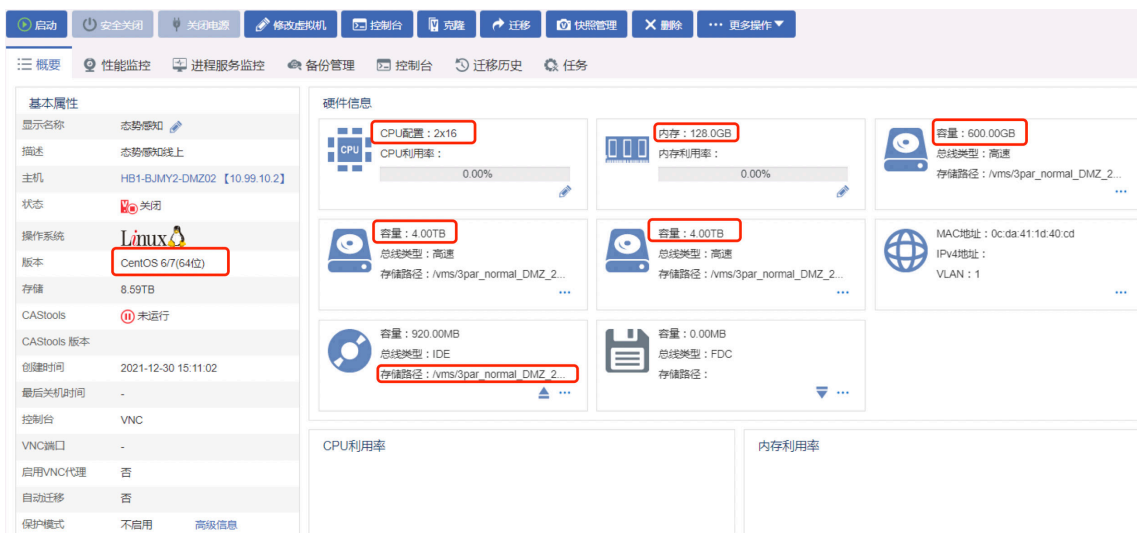 启动 安全关闭 关闭电源 修改虚拟机 控制台 克隆 迁移 快照管理 删除 更多操作
概要 性能监控 进程服务监控 备份管理 控制台 迁移历史 任务
基本属性
显示名称 态势感知
描述 态势感知线上
主机 HB1-BJMY2-DMZ02 【10.99.10.2】
状态 关闭
操作系统 Linux
版本 CentOS 6/7(64位)
存储 8.59TB
CAStools 未运行
CAStools 版本
创建时间 2021-12-30 15:11:02
最后关机时间 -
控制台 VNC
VNC端口 -
启用VNC代理 否
自动迁移 否
保护模式 不启用 高级信息
硬件信息
CPU
CPU配置：2x16
CPU利用率：
0.00%
内存：128.0GB
内存利用率：
0.00%
容量：600.00GB
总线类型：高速
存储路径：/vms/3par_normal_DMZ_2...
容量：4.00TB
总线类型：高速
存储路径：/vms/3par_normal_DMZ_2...
容量：4.00TB
总线类型：高速
存储路径：/vms/3par_normal_DMZ_2...
MAC地址：0c:da:41:1d:40:cd
IPv4地址：
VLAN：1
容量：920.00MB
总线类型：IDE
存储路径：/vms/3par_normal_DMZ_2...
容量：0.00MB
总线类型：FDC
存储路径：
CPU利用率
内存利用率